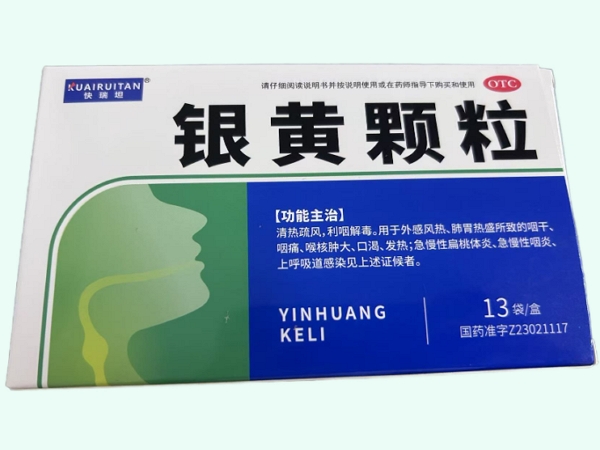 KUAIRUITAN®
快瑞坦
请仔细阅读说明书并按说明使用或在药师指导下购买和使用
OTC
银黄颗粒
【功能主治】
清热疏风,利咽解毒。用于外感风热、肺胃热盛所致的咽干、
咽痛、喉核肿大、口渴、发热;急慢性扁桃体炎、急慢性咽炎、
上呼吸道感染见上述证候者。
YINHUANG
KELI
13袋/盒
国药准字Z23021117